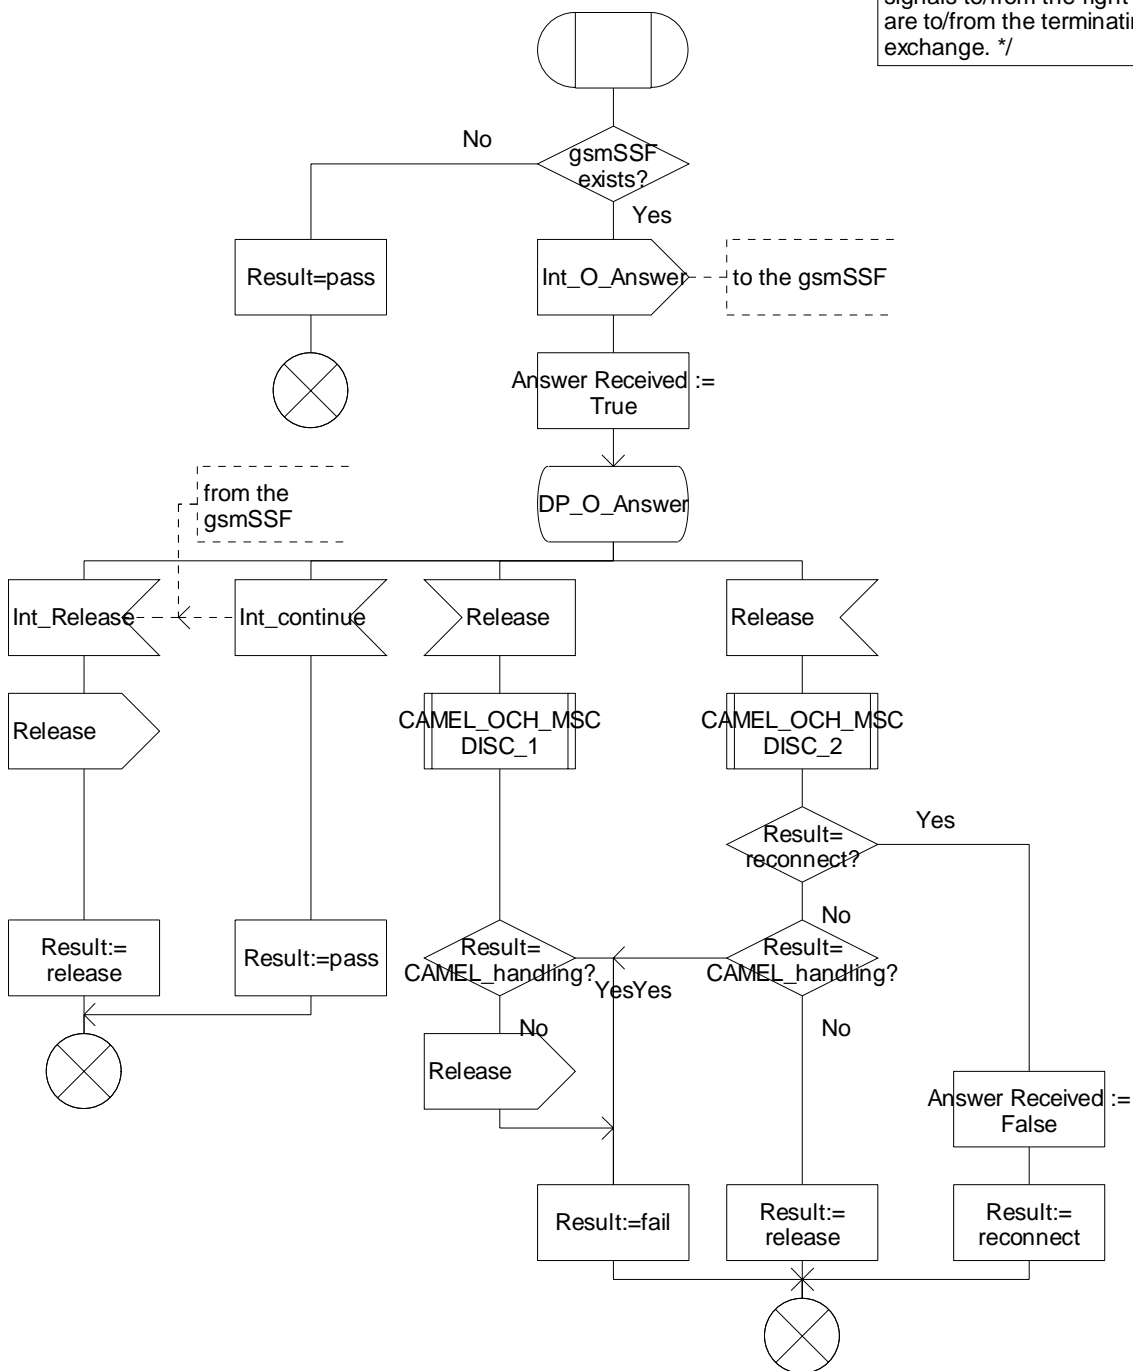 signals to/from the right
are to/from the terminatin
exchange. */
No
gsmSSF
exists?
Yes
Result=pass
Int_O_Answer
to the gsmSSF
Answer Received :=
True
from the
gsmSSF
DP_O_Answer
Int_Release
Int_continue
Release
Release
Release
CAMEL_OCH_MSC
DISC_1
CAMEL_OCH_MSC
DISC_2
Result=
reconnect?
Yes
No
Result:=
release
Result:=pass
Result=
CAMEL_handling?
Result=
CAMEL_handling?
YesYes
No
No
Release
Answer Received :=
False
Result:=fail
Result:=
release
Result:=
reconnect